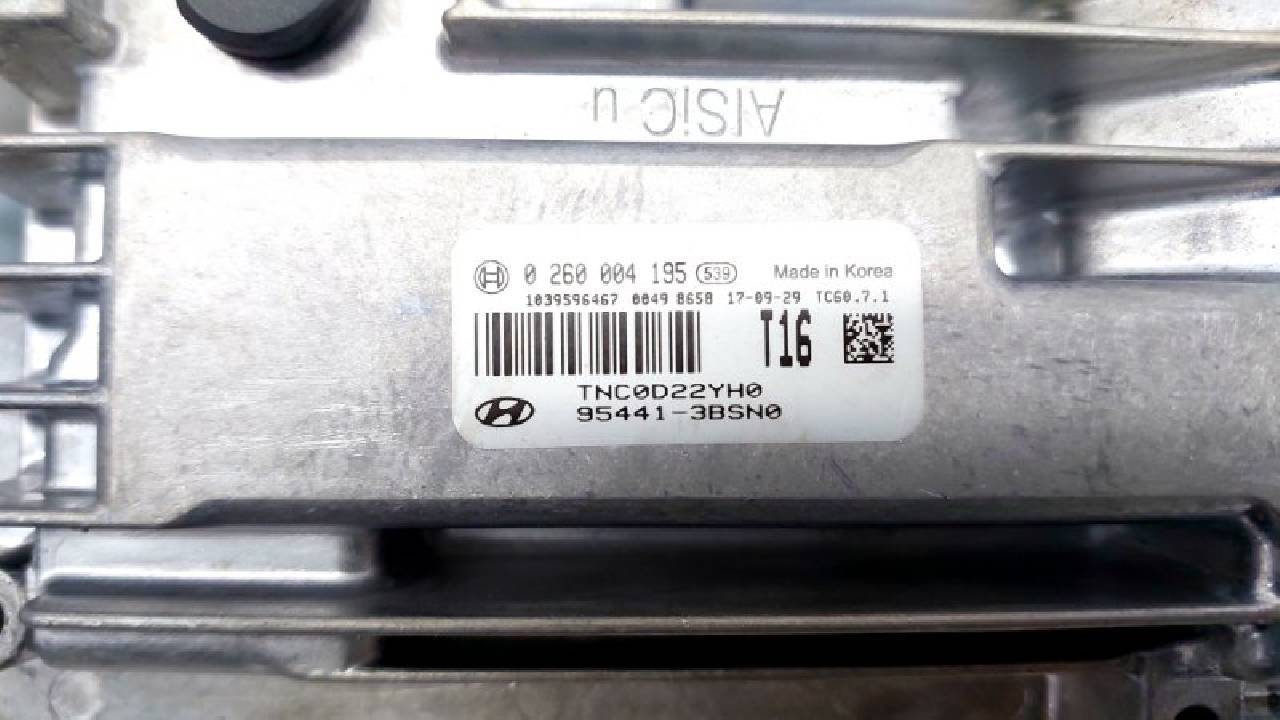 AlSiC u
0 260 004 195 539 Made in Korea
1039596467 0049 8658 17-09-29 TC60.7.1
T16
TNC0D22YH0
95441-3BSN0